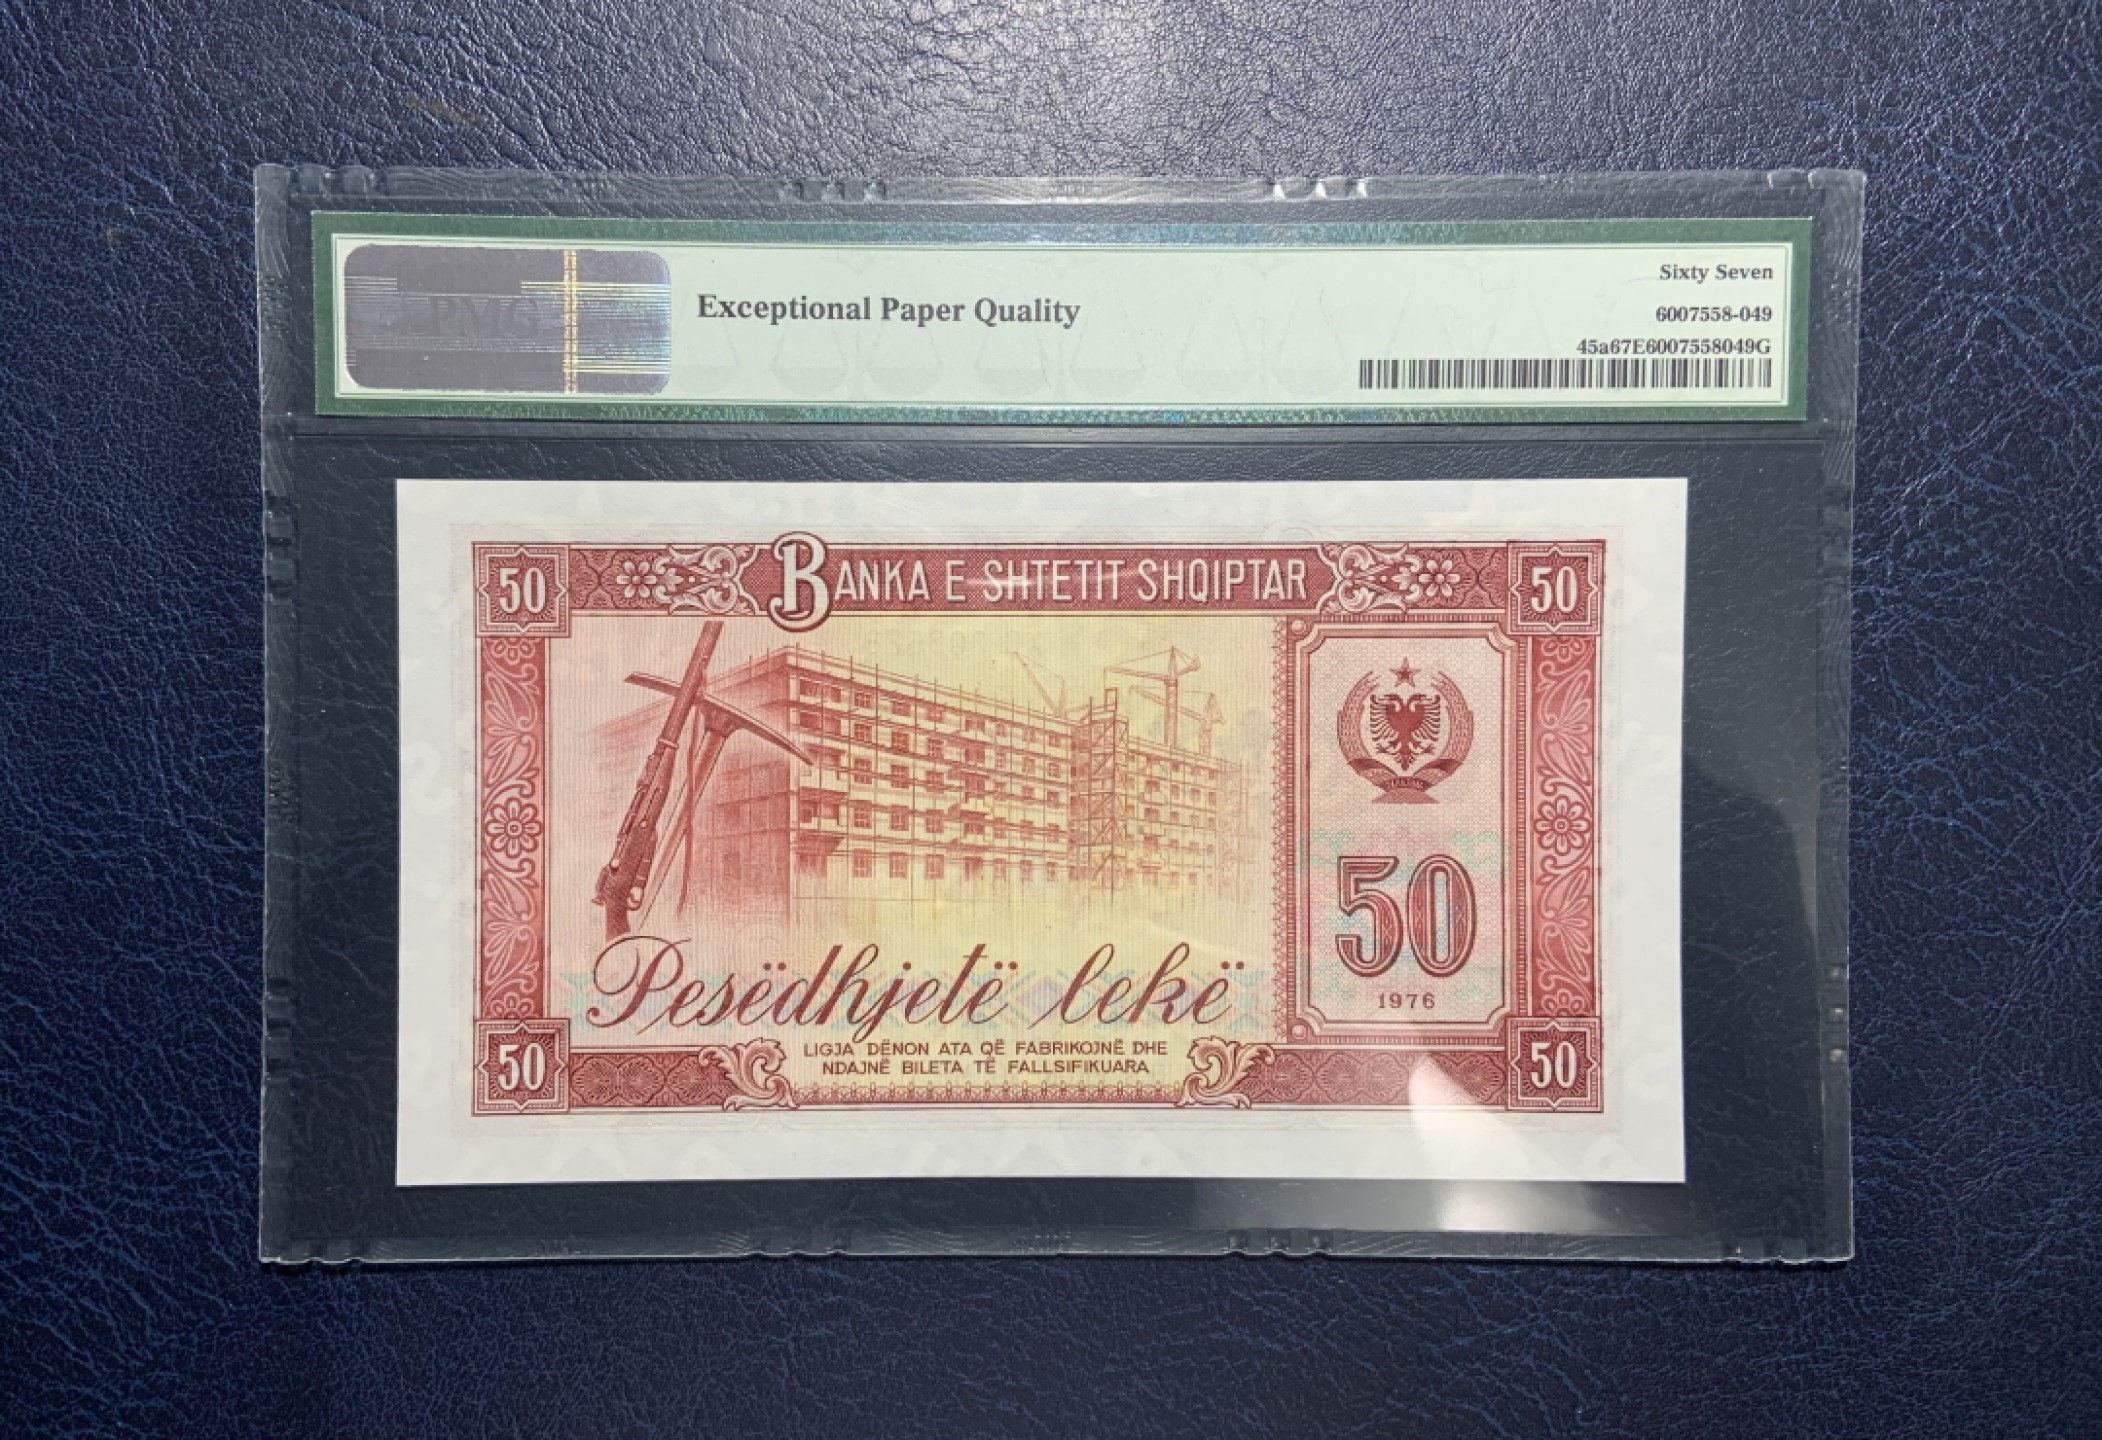 PMG
Exceptional Paper Quality
Sixty Seven
6007558-049
45a67E6007558049G
50
BANKA E SHTETIT SHQIPTAR
50
50
1976
Pesëdhjetë lekë
50
LIGJA DËNON ATA QË FABRIKOJNË DHE
NDAJNË BILETA TË FALLSIFIKUARA
50